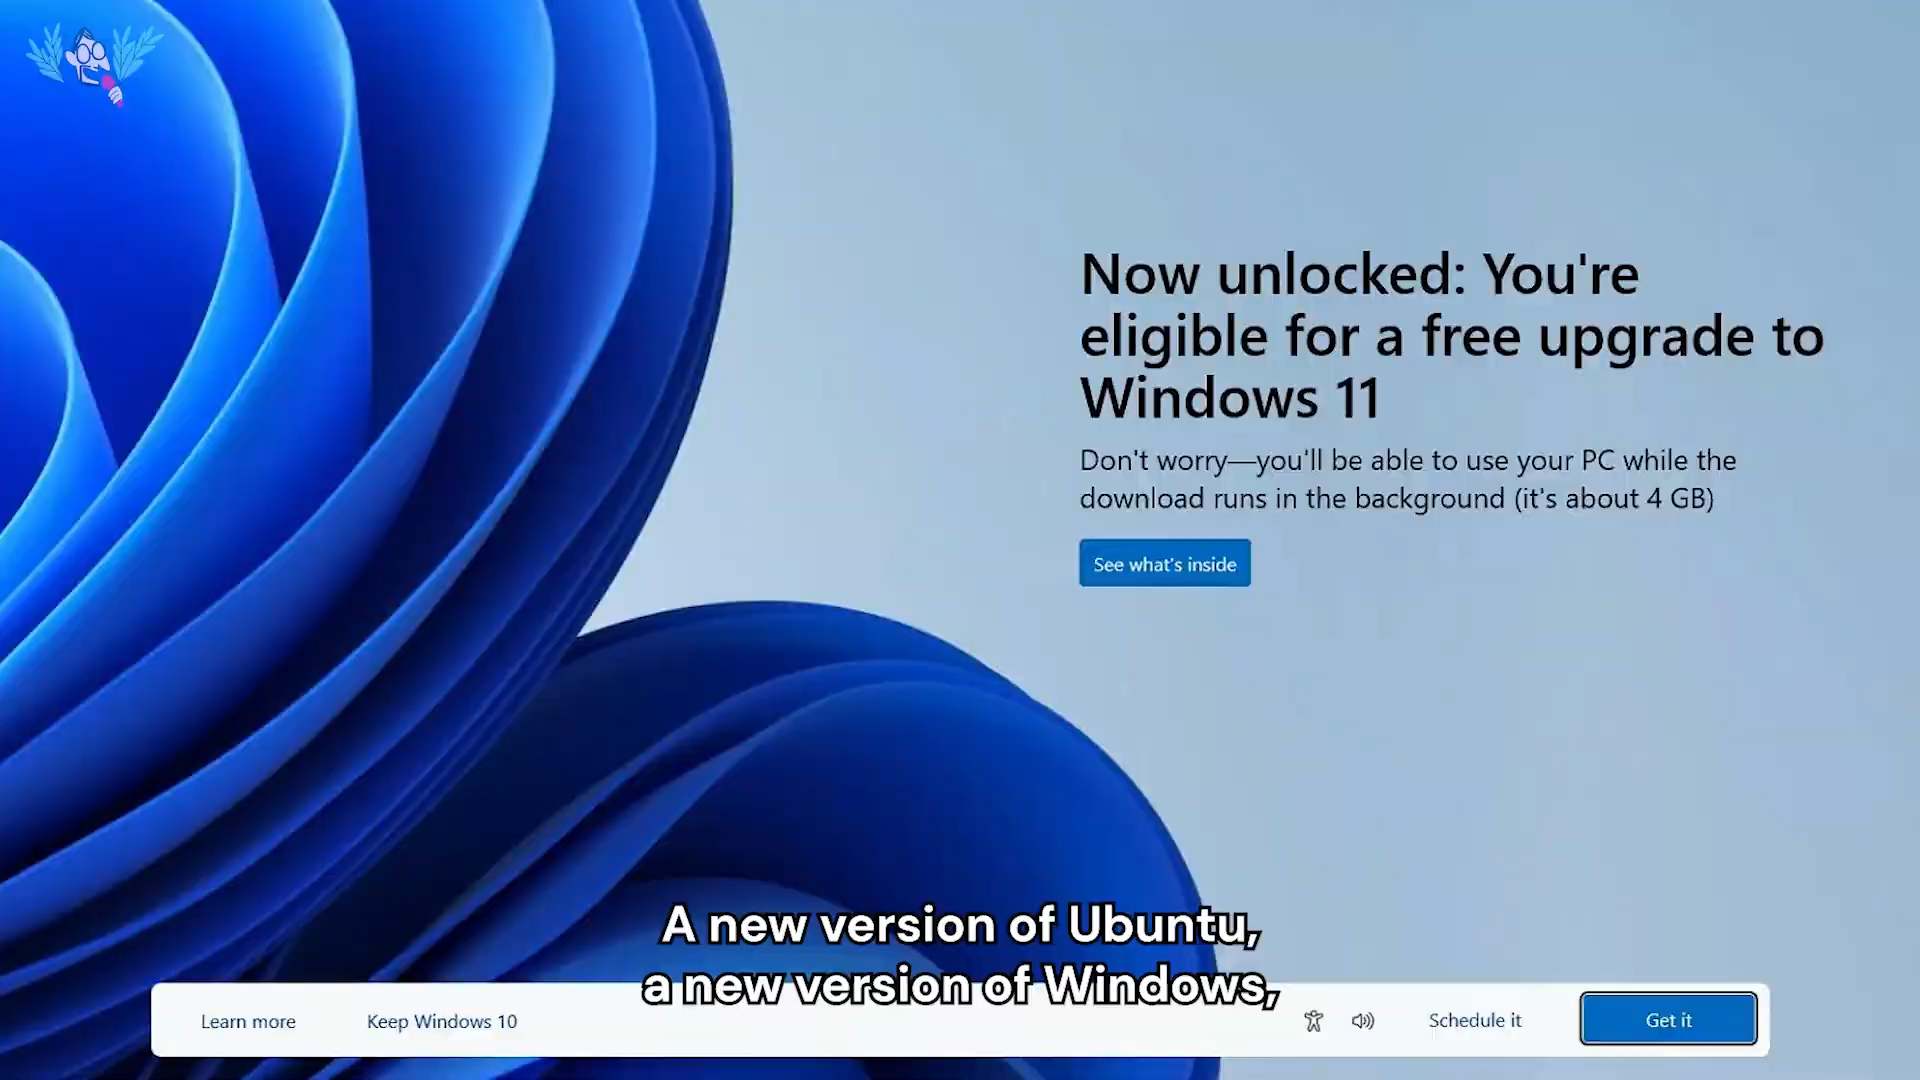 Now unlocked: You're
eligible for a free upgrade to
Windows 11
Don't worry—you'll be able to use your PC while the
download runs in the background (it's about 4 GB)
See what's inside
A new version of Ubuntu,
a new version of Windows,
Learn more
Keep Windows 10
Schedule it
Get it